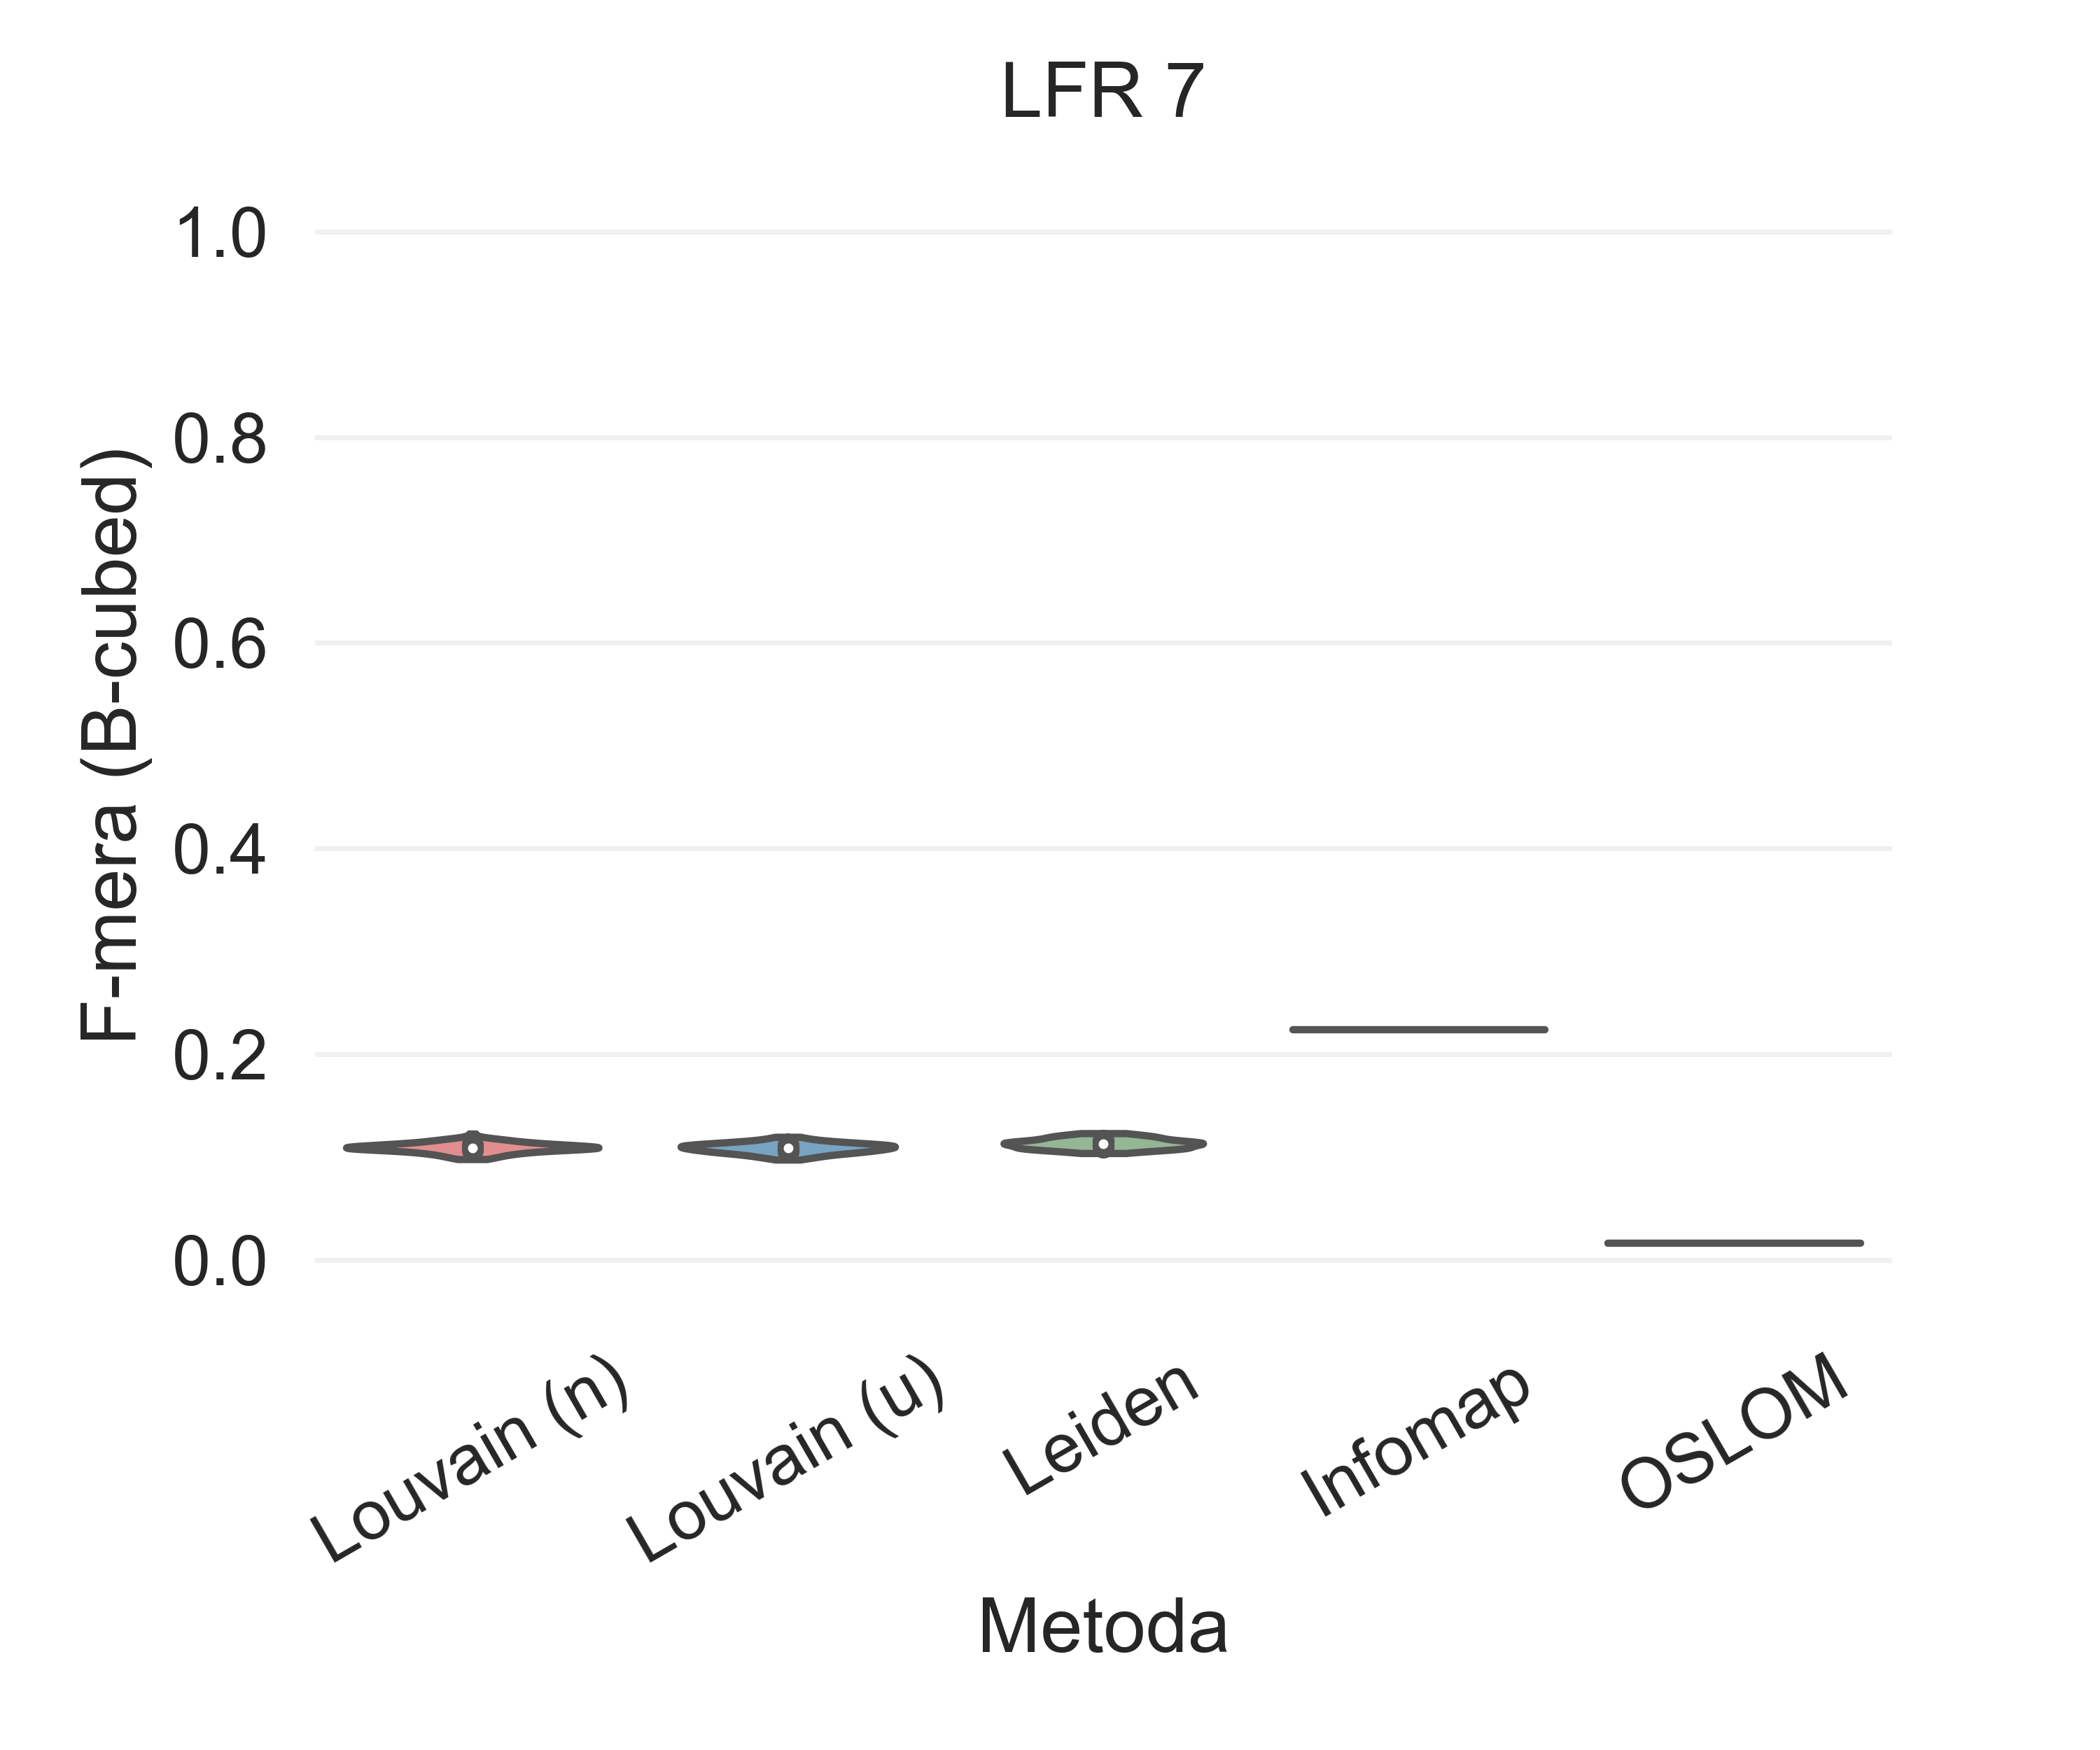 LFR 7
1.0
0.8
0.6
0.4
0.2
0.0
F-mera (B-cubed)
Louvain (n)
Louvain (u)
Leiden
Infomap
OSLOM
Metoda